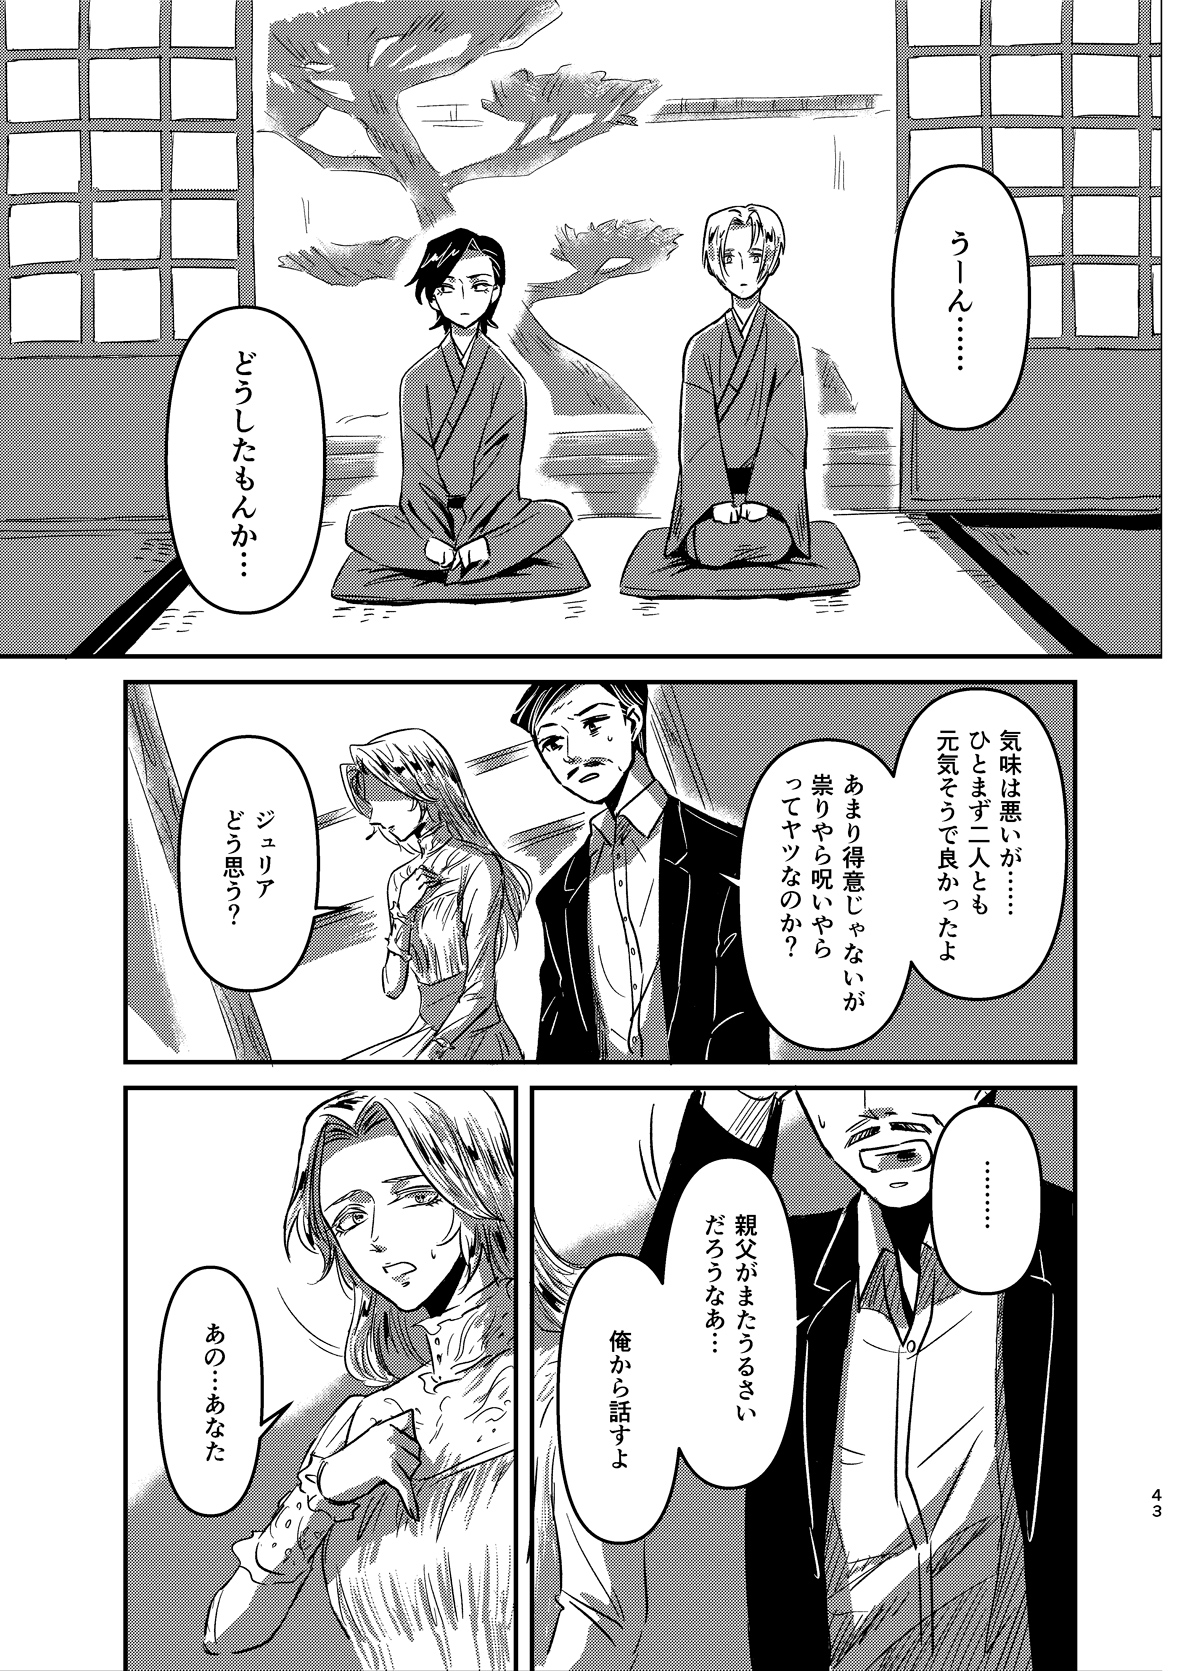 うーん……
どうしたもんか…
気味は悪いが……
ひとまず二人とも
元気そうで良かったよ
あまり得意じゃないが
祟りやら呪いやら
ってヤツなのか？
ジュリア
どう思う？
………
親父がまたうるさい
だろうなあ…
俺から話すよ
あの…あなた
43